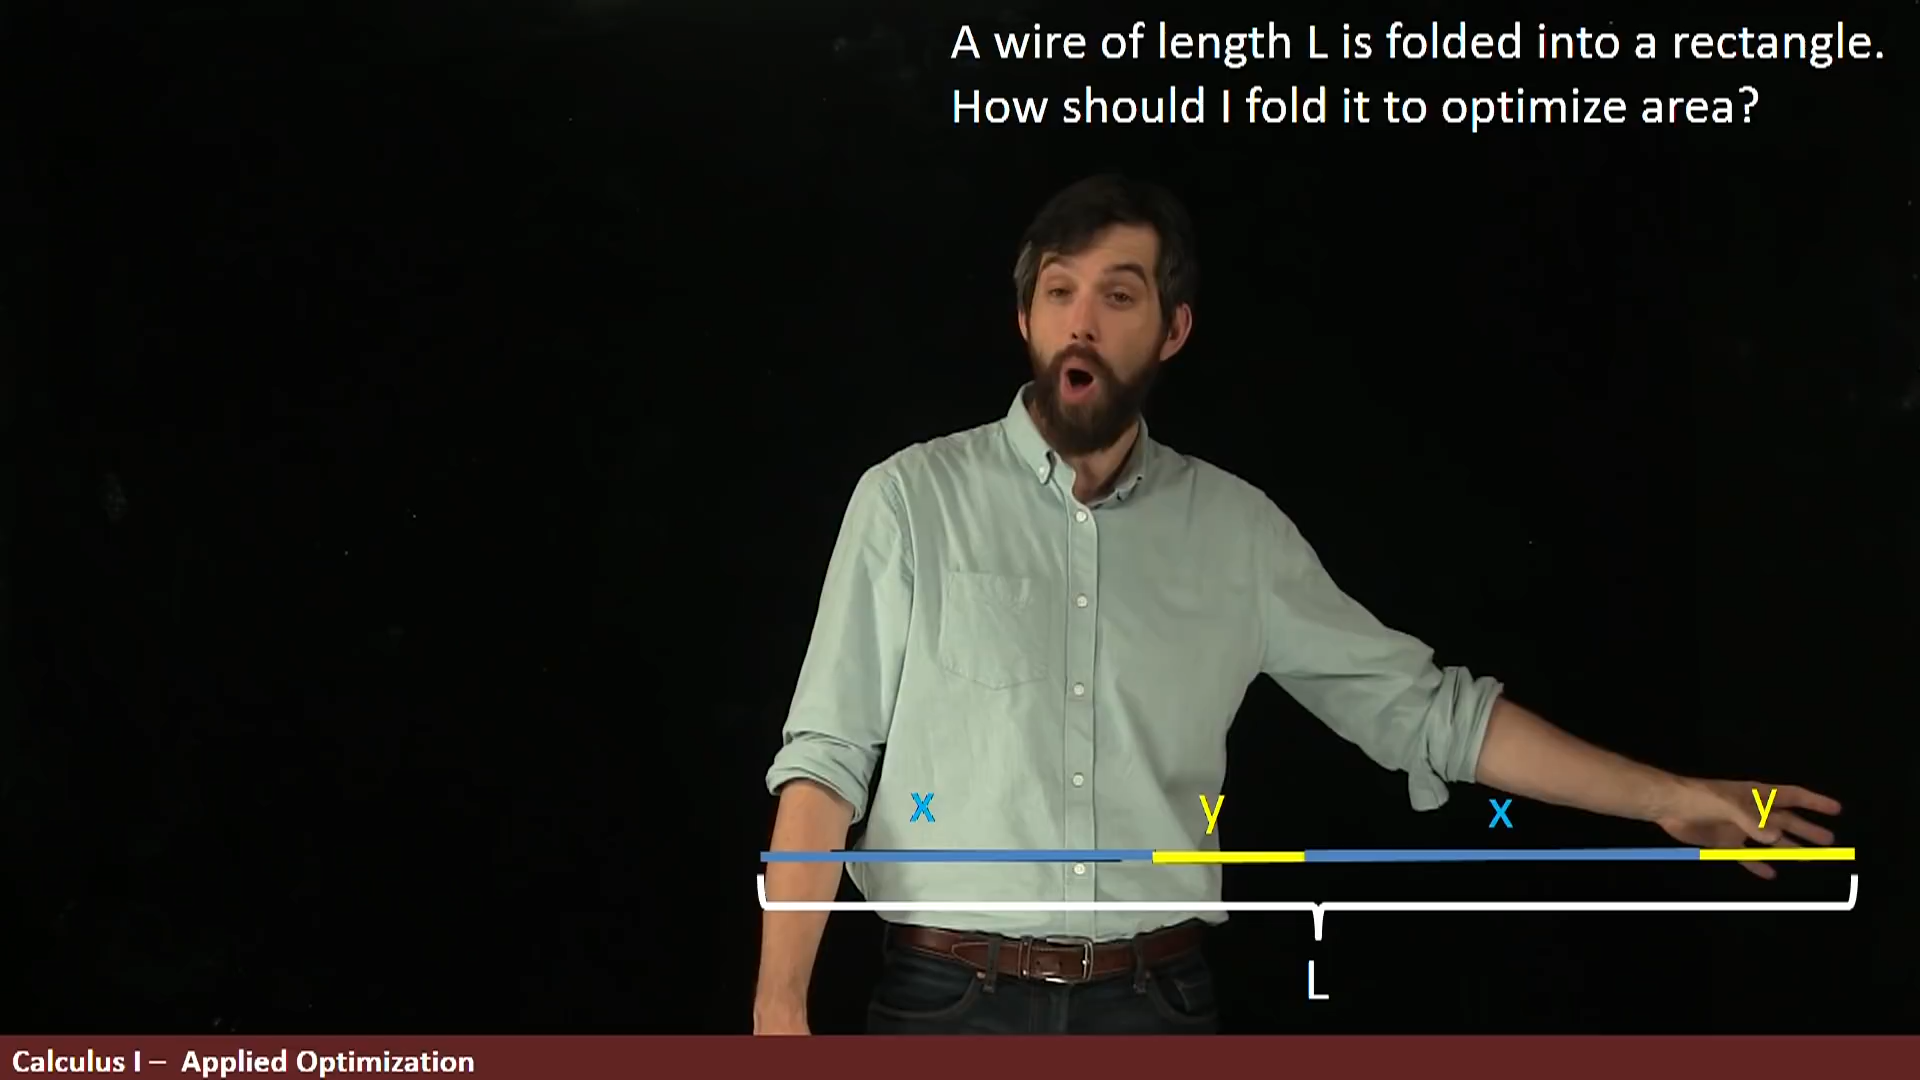 A wire of length L is folded into a rectangle.
How should I fold it to optimize area?
x y x y
L
Calculus I – Applied Optimization